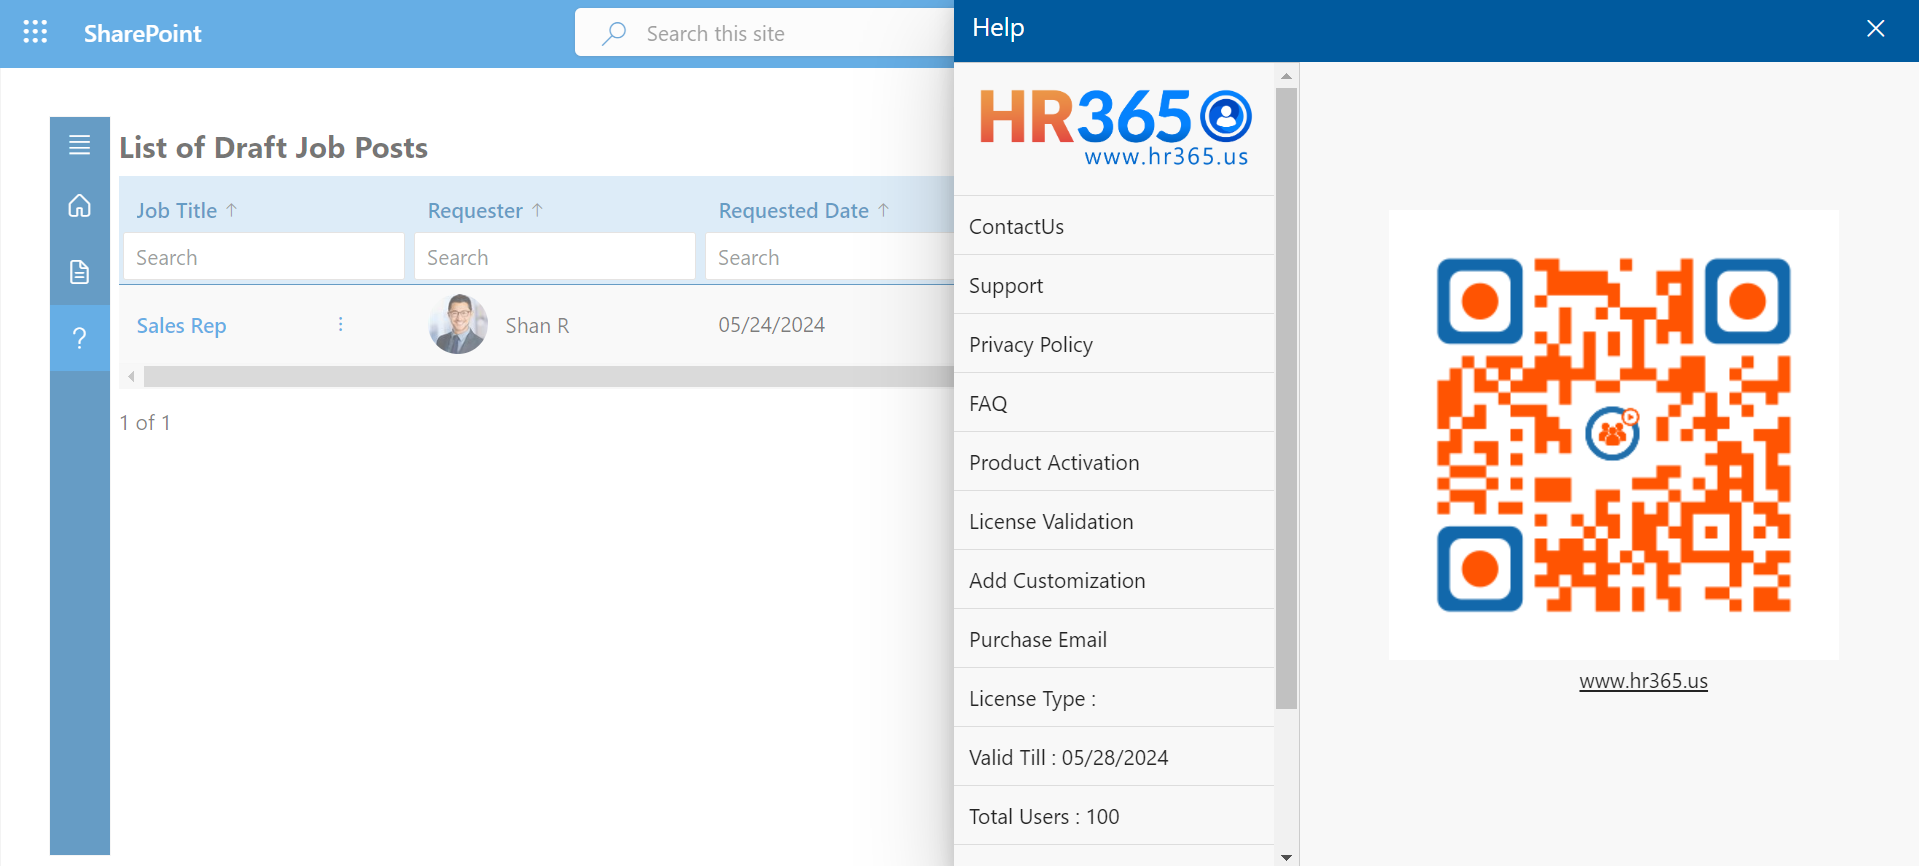 SharePoint
Search this site
List of Draft Job Posts
Job Title ↑ Requester ↑ Requested Date ↑
Search Search Search
Sales Rep Shan R 05/24/2024
1 of 1
?
Help
HR365
www.hr365.us
ContactUs
Support
Privacy Policy
FAQ
Product Activation
License Validation
Add Customization
Purchase Email
License Type :
Valid Till : 05/28/2024
Total Users : 100
www.hr365.us